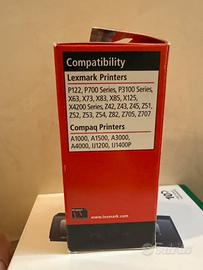 Compatibility
Lexmark Printers
P122, P700 Series, P3100 Series,
X63, X73, X83, X85, X125,
X4200 Series, Z42, Z43, Z45, Z51,
Z52, Z53, Z54, Z82, Z705, Z707
Compaq Printers
A1000, A1500, A3000,
A4000, IJ1200, IJ1400P
www.lexmark.com
subito